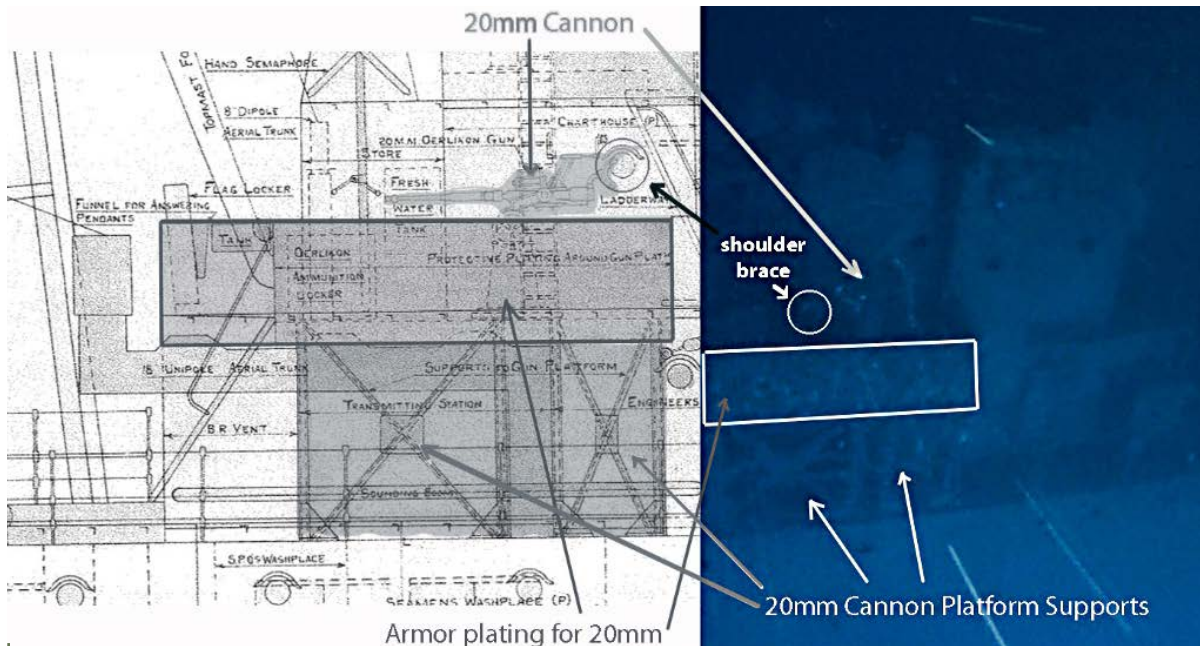 20mm Cannon
HAND SEMAPHORE
TOPMAST
8" DIPOLE
AERIAL TRUNK
20MM OERLIKON GUN
CHARTHOUSE (P)
STORE
FLAG LOCKER
FRESH
WATER
TANK
LADDERWAY
FUNNEL FOR ANSWERING
PENDANTS
TANK
OERLIKON
AMMUNITION
LOCKER
PROTECTIVE PLATING AROUND GUN PLATF
shoulder
brace
UNIPOLE AERIAL TRUNK
SUPPORTS TO GUN PLATFORM
TRANSMITTING STATION
ENGINEERS
B.R VENT
SOUNDING BOOM
S.P.O'S WASHPLACE
SEAMENS WASHPLACE (P)
20mm Cannon Platform Supports
Armor plating for 20mm